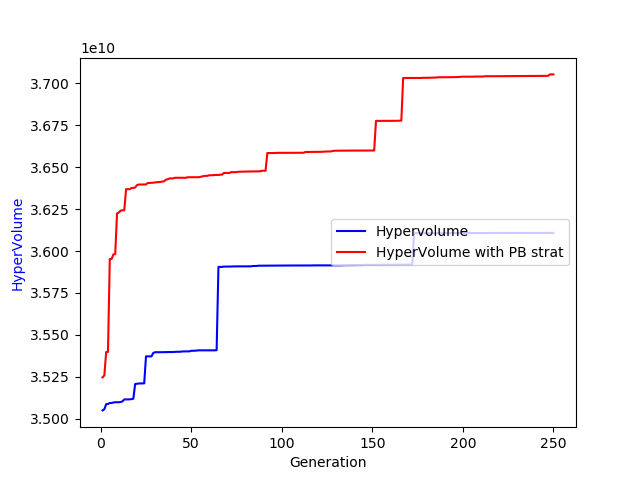 1e10
3.700
3.675
3.650
3.625
3.600
3.575
3.550
3.525
3.500
HyperVolume
Hypervolume
HyperVolume with PB strat
0 50 100 150 200 250
Generation